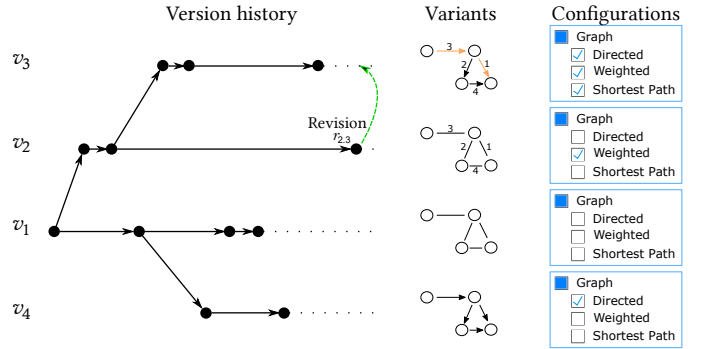 Version history Variants Configurations
v3
3
2 1
4
Graph
Directed
Weighted
Shortest Path
v2
Revision
r2.3
3
2 1
4
Graph
Directed
Weighted
Shortest Path
v1
Graph
Directed
Weighted
Shortest Path
v4
Graph
Directed
Weighted
Shortest Path